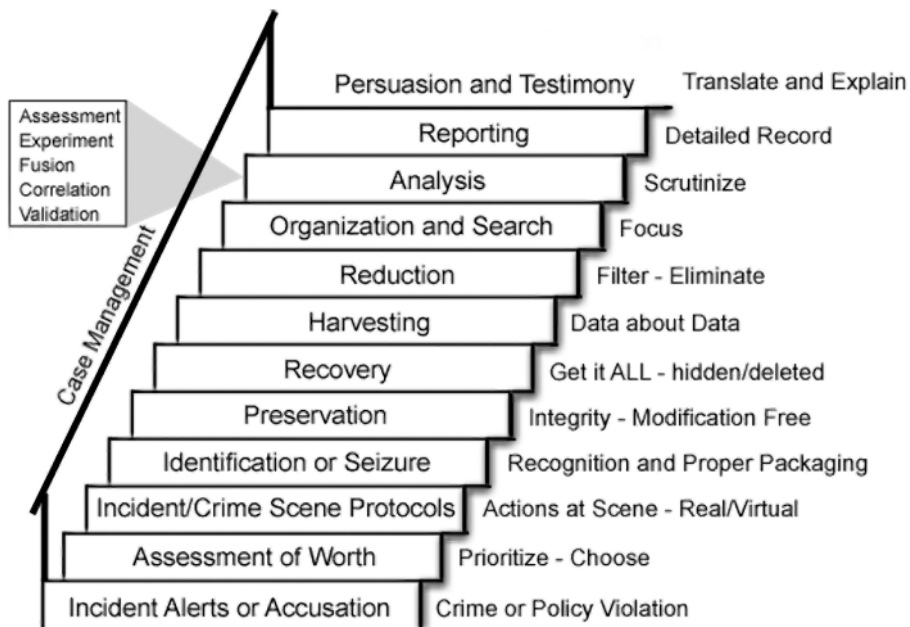 Persuasion and Testimony
Translate and Explain
Assessment
Experiment
Fusion
Correlation
Validation
Reporting
Detailed Record
Analysis
Scrutinize
Organization and Search
Focus
Reduction
Filter - Eliminate
Case Management
Harvesting
Data about Data
Recovery
Get it ALL - hidden/deleted
Preservation
Integrity - Modification Free
Identification or Seizure
Recognition and Proper Packaging
Incident/Crime Scene Protocols
Actions at Scene - Real/Virtual
Assessment of Worth
Prioritize - Choose
Incident Alerts or Accusation
Crime or Policy Violation